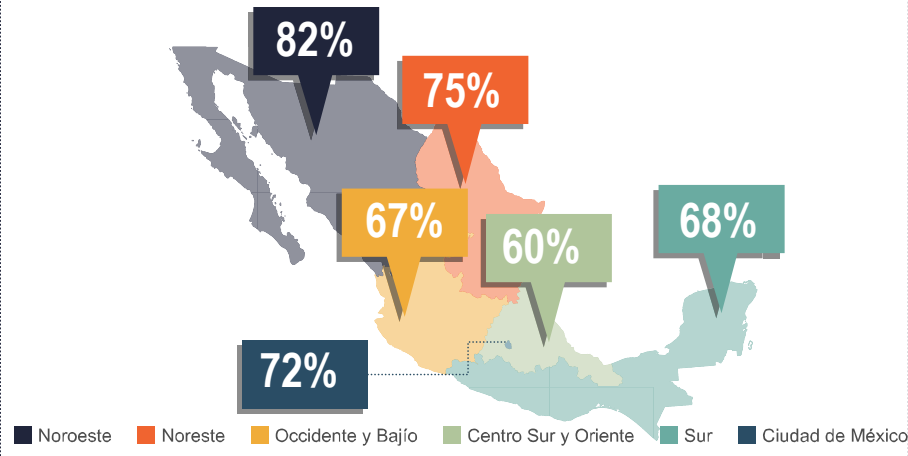 82%
75%
67%
60%
68%
72%
Noroeste
Noreste
Occidente y Bajío
Centro Sur y Oriente
Sur
Ciudad de México